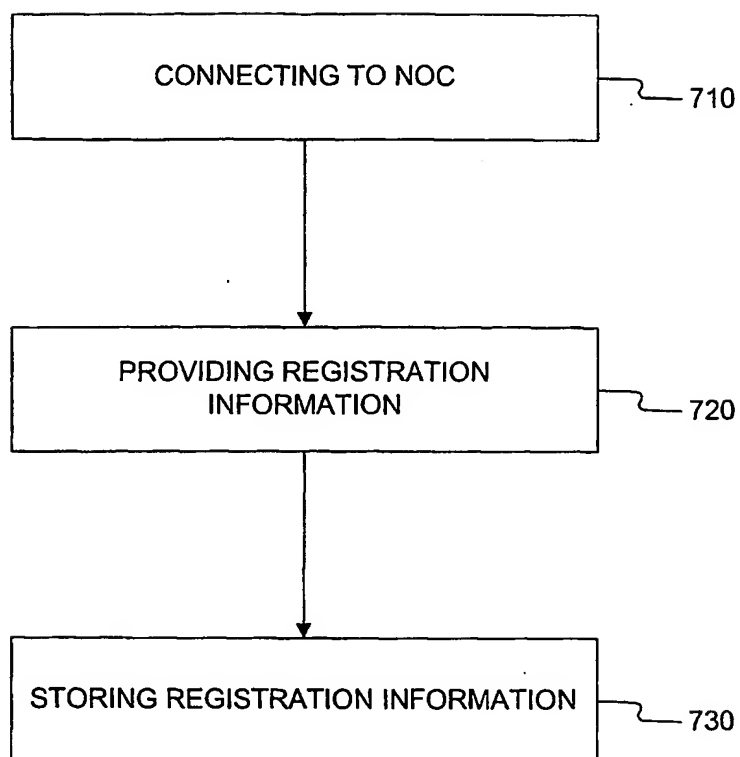 CONNECTING TO NOC
710
PROVIDING REGISTRATION
INFORMATION
720
STORING REGISTRATION INFORMATION
730